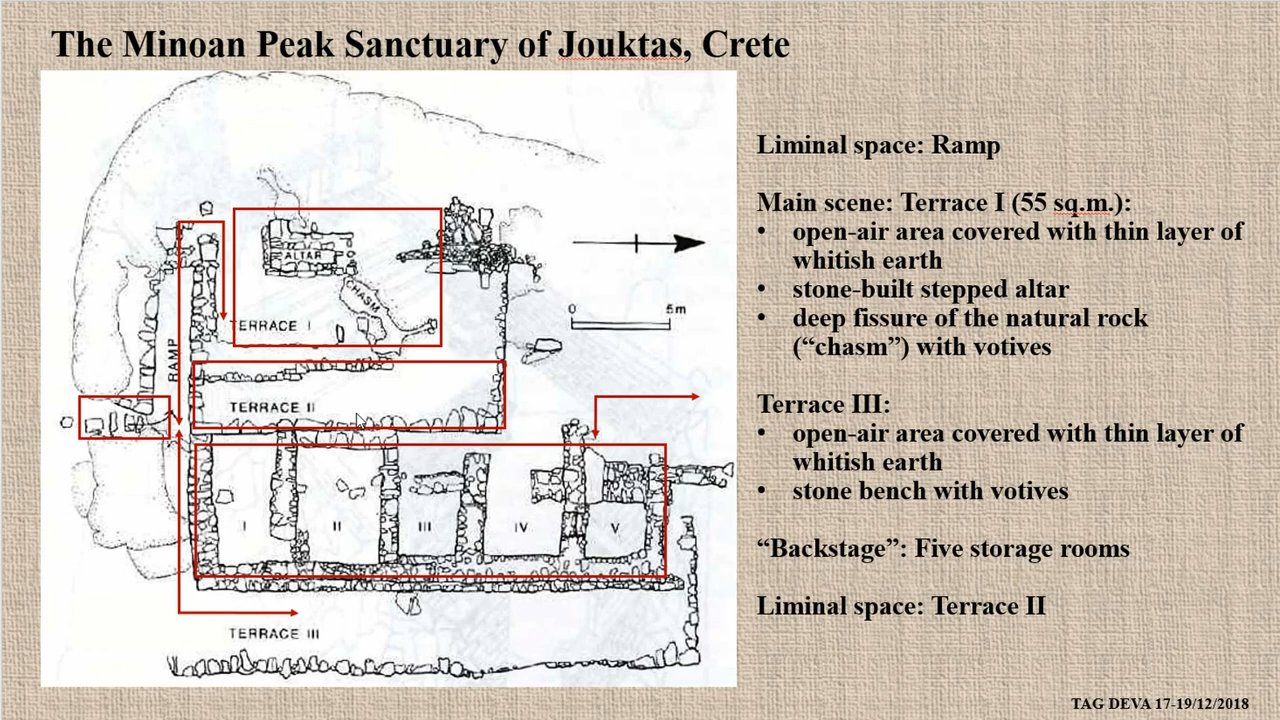 The Minoan Peak Sanctuary of Jouktas, Crete
ALTAR
CHASM
TERRACE I
RAMP
0 5m
TERRACE II
I II III IV V
TERRACE III
Liminal space: Ramp
Main scene: Terrace I (55 sq.m.):
• open-air area covered with thin layer of
whitish earth
• stone-built stepped altar
• deep fissure of the natural rock
(“chasm”) with votives
Terrace III:
• open-air area covered with thin layer of
whitish earth
• stone bench with votives
“Backstage”: Five storage rooms
Liminal space: Terrace II
TAG DEVA 17-19/12/2018